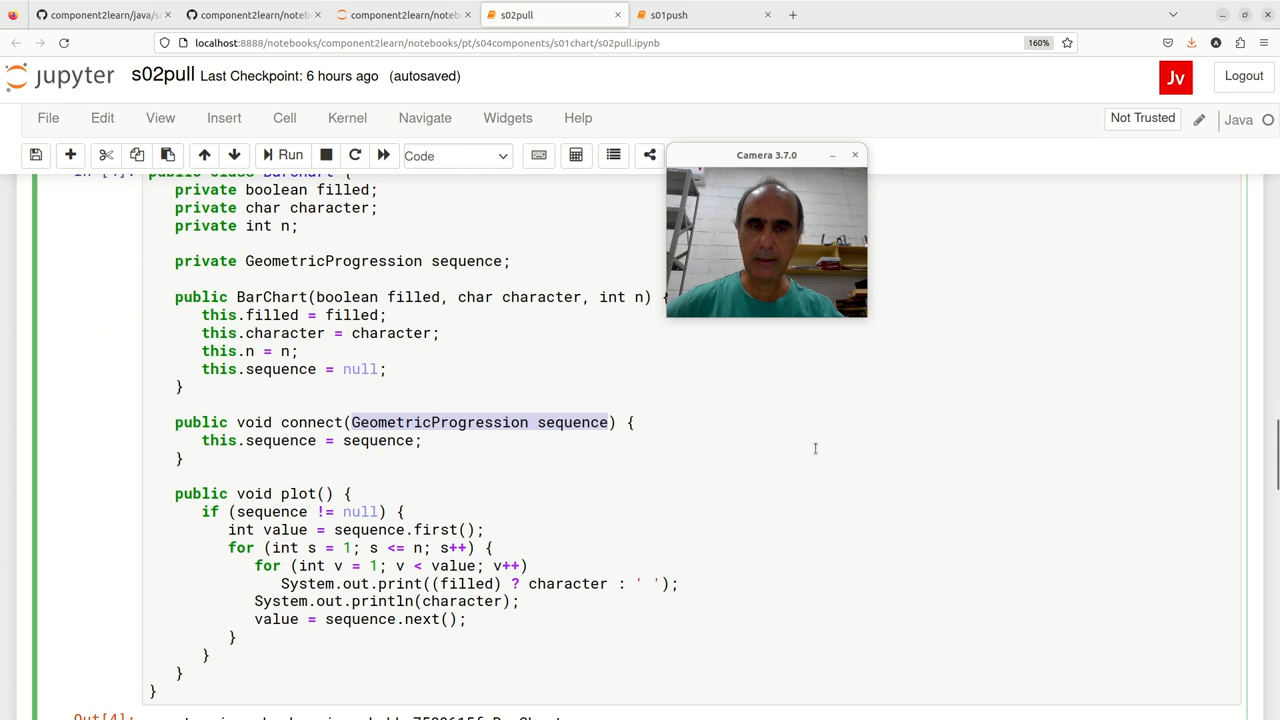 component2learn/java/s
component2learn/noteb
component2learn/note
s02pull
s01push
localhost:8888/notebooks/component2learn/notebooks/pt/s04components/s01chart/s02pull.ipynb
160%
jupyter s02pull Last Checkpoint: 6 hours ago (autosaved)
Jv
Logout
File Edit View Insert Cell Kernel Widgets Help
Not Trusted
Java
Run
Code
Camera 3.7.0
public class BarChart {
private boolean filled;
private char character;
private int n;
private GeometricProgression sequence;
public BarChart(boolean filled, char character, int n) {
this.filled = filled;
this.character = character;
this.n = n;
this.sequence = null;
}
public void connect(GeometricProgression sequence) {
this.sequence = sequence;
}
public void plot() {
if (sequence != null) {
int value = sequence.first();
for (int s = 1; s <= n; s++) {
for (int v = 1; v < value; v++)
System.out.print((filled) ? character : ' ');
System.out.println(character);
value = sequence.next();
}
}
}
}
Out[4]: